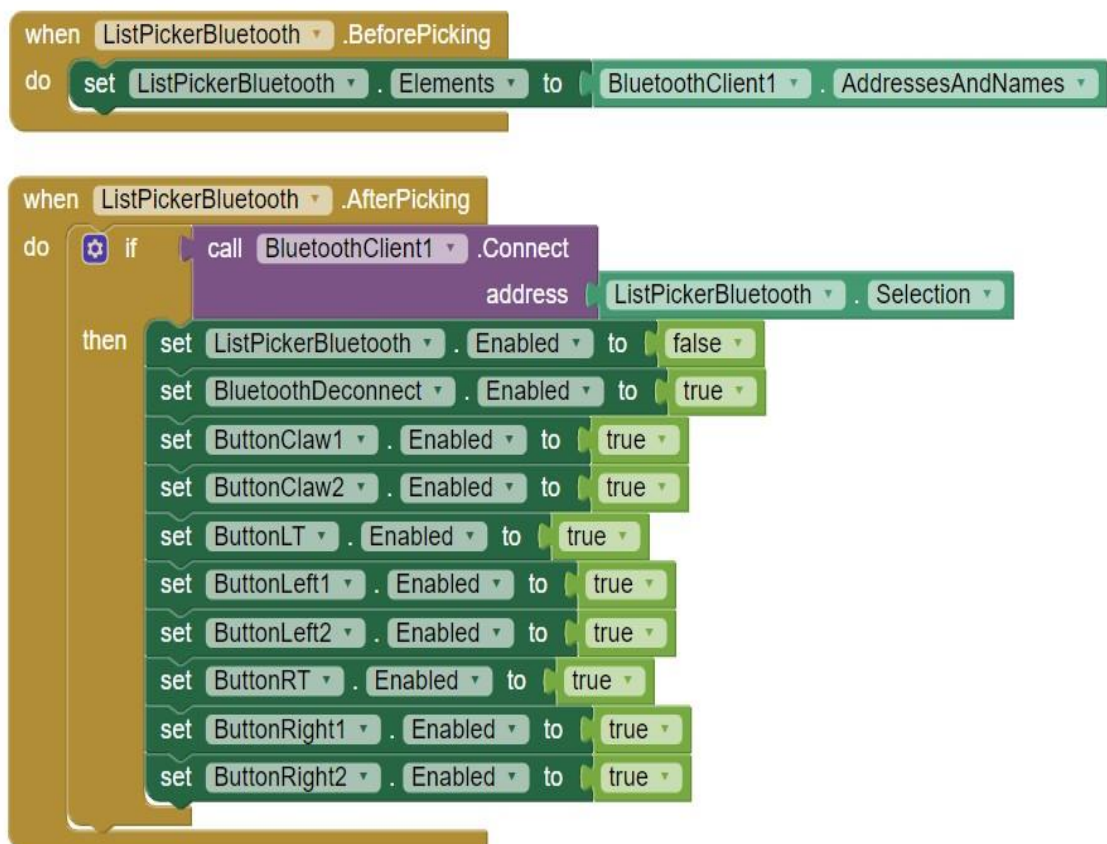 when ListPickerBluetooth .BeforePicking
do set ListPickerBluetooth . Elements to BluetoothClient1 . AddressesAndNames
when ListPickerBluetooth .AfterPicking
do if call BluetoothClient1 .Connect
address ListPickerBluetooth . Selection
then set ListPickerBluetooth . Enabled to false
set BluetoothDeconnect . Enabled to true
set ButtonClaw1 . Enabled to true
set ButtonClaw2 . Enabled to true
set ButtonLT . Enabled to true
set ButtonLeft1 . Enabled to true
set ButtonLeft2 . Enabled to true
set ButtonRT . Enabled to true
set ButtonRight1 . Enabled to true
set ButtonRight2 . Enabled to true